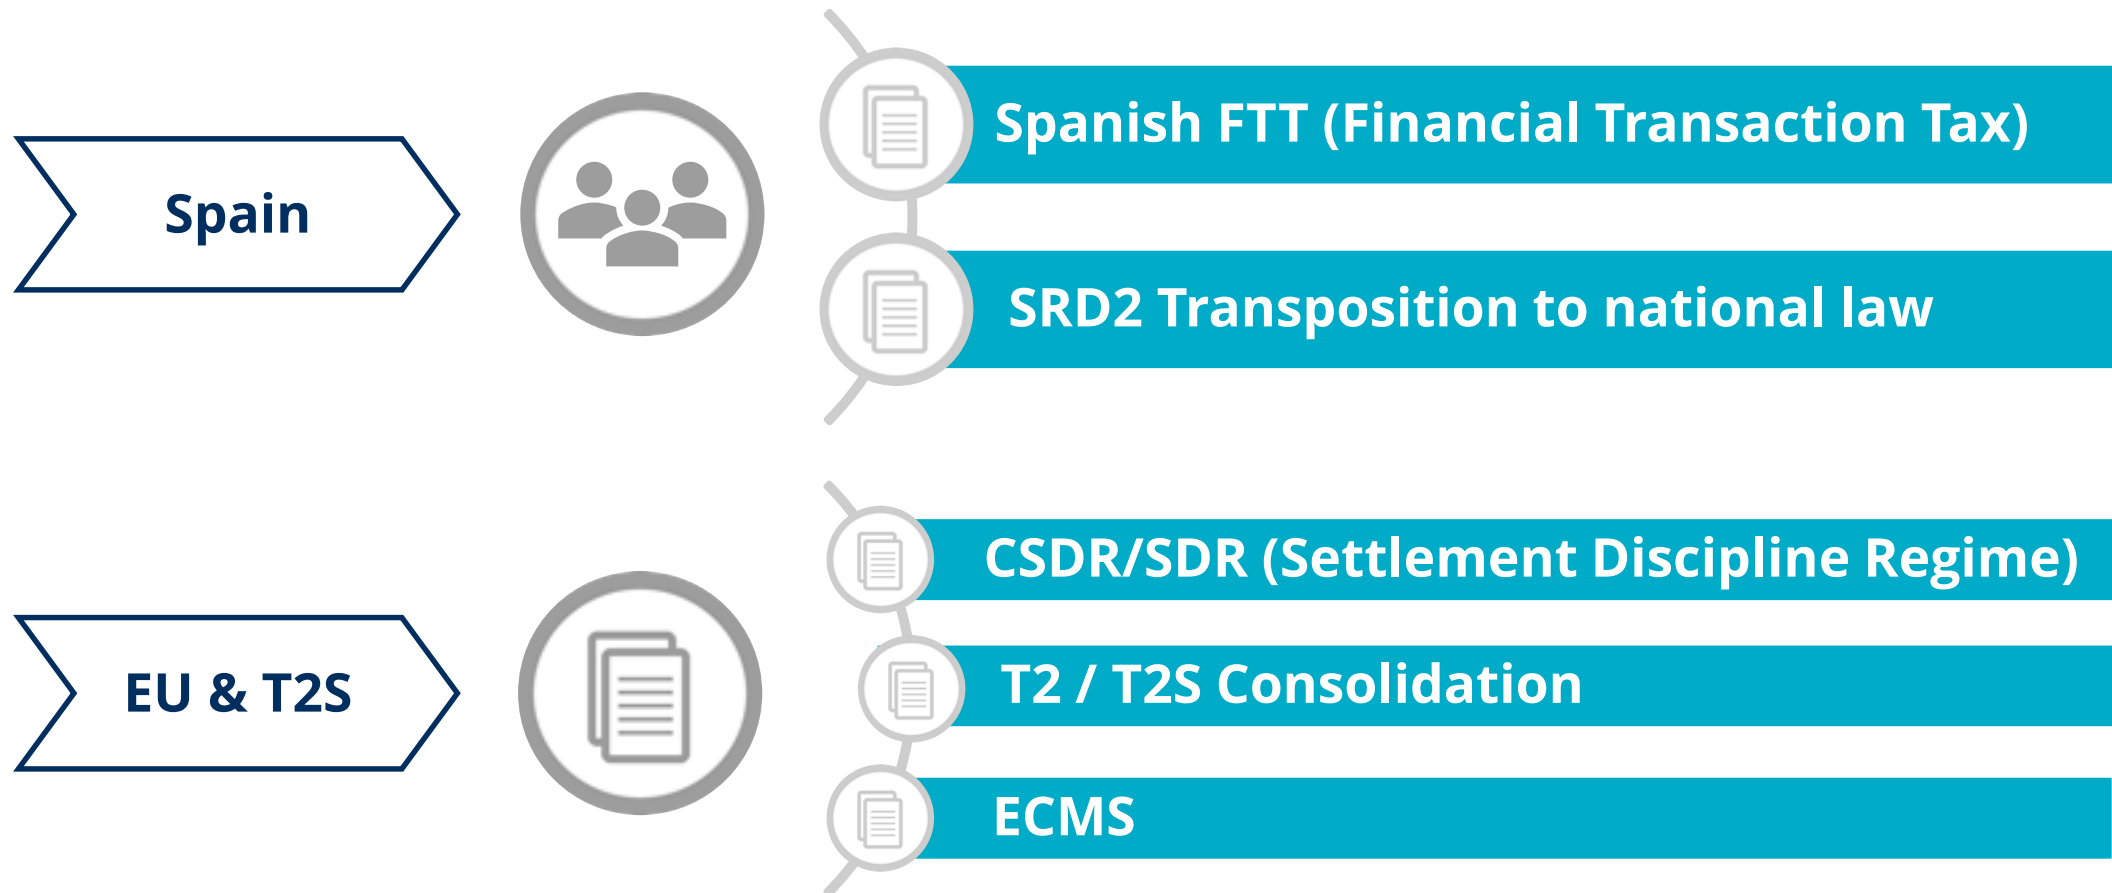 Spain
Spanish FTT (Financial Transaction Tax)
SRD2 Transposition to national law
EU & T2S
CSDR/SDR (Settlement Discipline Regime)
T2 / T2S Consolidation
ECMS